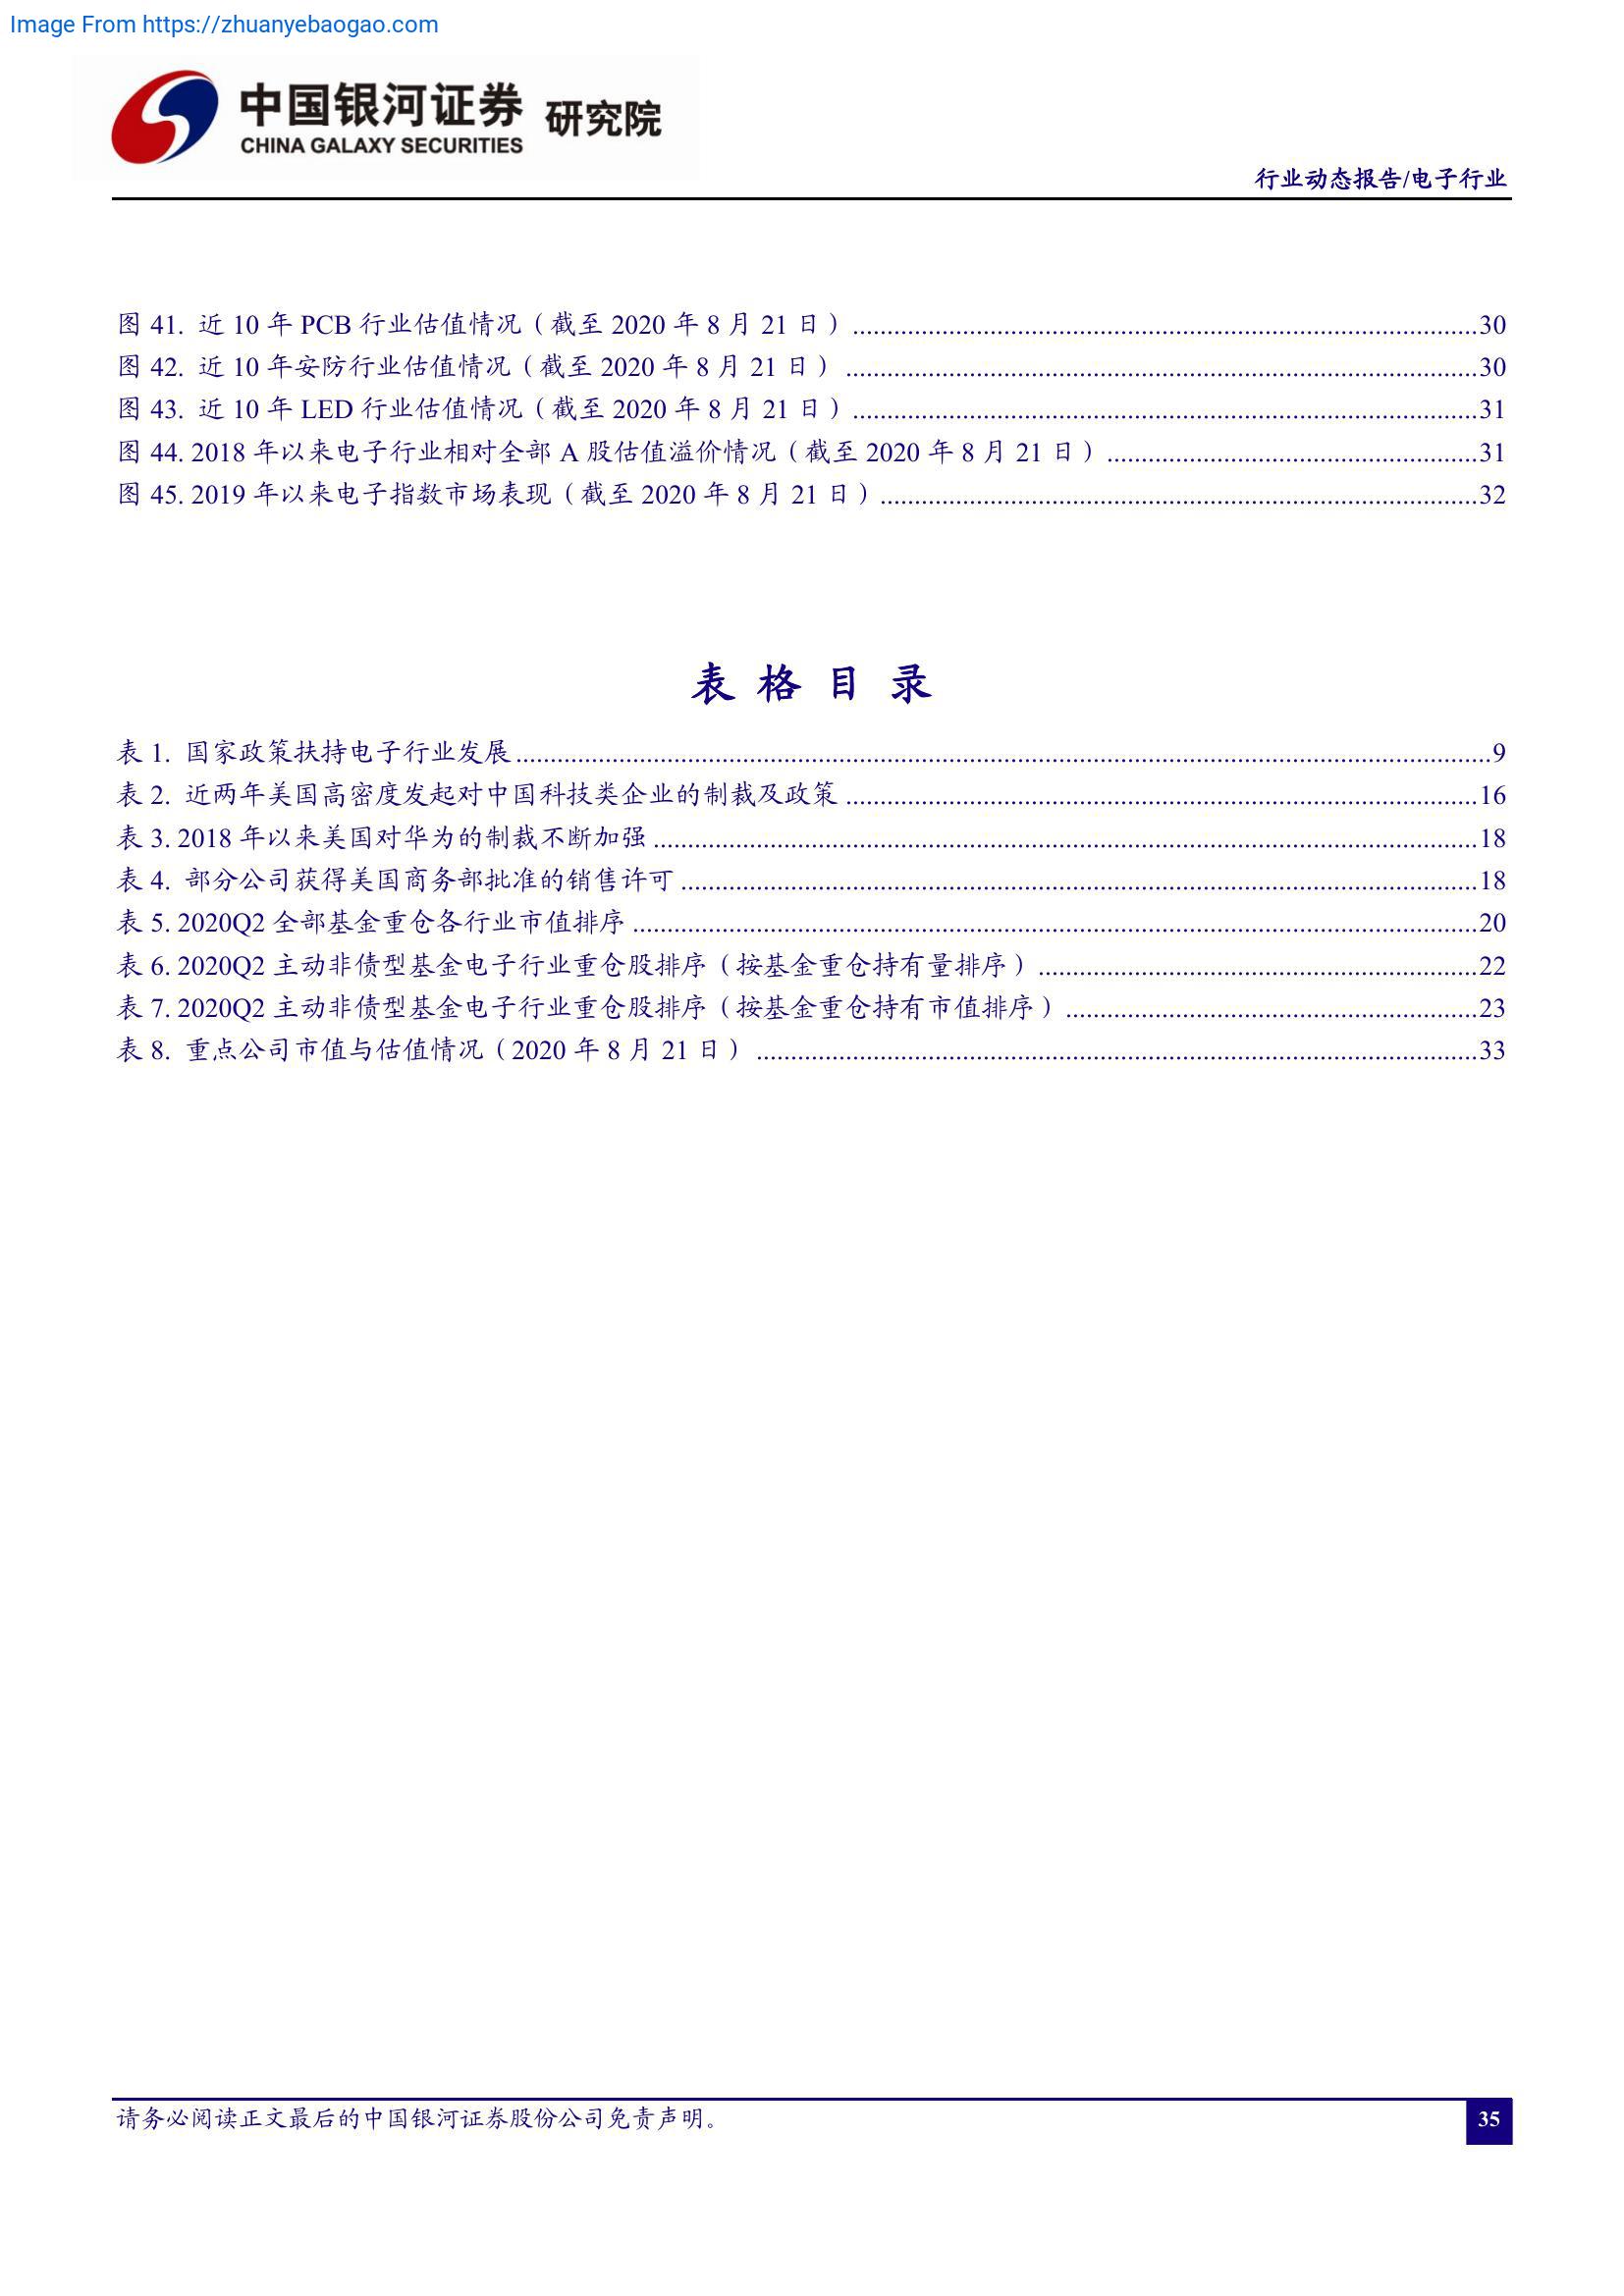 Image From https://zhuanyebaogao.com
中国银河证券 研究院
CHINA GALAXY SECURITIES
行业动态报告/电子行业
图 41. 近 10 年 PCB 行业估值情况（截至 2020 年 8 月 21 日）............30
图 42. 近 10 年安防行业估值情况（截至 2020 年 8 月 21 日）............30
图 43. 近 10 年 LED 行业估值情况（截至 2020 年 8 月 21 日）............31
图 44. 2018 年以来电子行业相对全部 A 股估值溢价情况（截至 2020 年 8 月 21 日）............31
图 45. 2019 年以来电子指数市场表现（截至 2020 年 8 月 21 日）............32
表 格 目 录
表 1. 国家政策扶持电子行业发展............9
表 2. 近两年美国高密度发起对中国科技类企业的制裁及政策............16
表 3. 2018 年以来美国对华为的制裁不断加强............18
表 4. 部分公司获得美国商务部批准的销售许可............18
表 5. 2020Q2 全部基金重仓各行业市值排序............20
表 6. 2020Q2 主动非债型基金电子行业重仓股排序（按基金重仓持有量排序）............22
表 7. 2020Q2 主动非债型基金电子行业重仓股排序（按基金重仓持有市值排序）............23
表 8. 重点公司市值与估值情况（2020 年 8 月 21 日）............33
请务必阅读正文最后的中国银河证券股份公司免责声明。
35